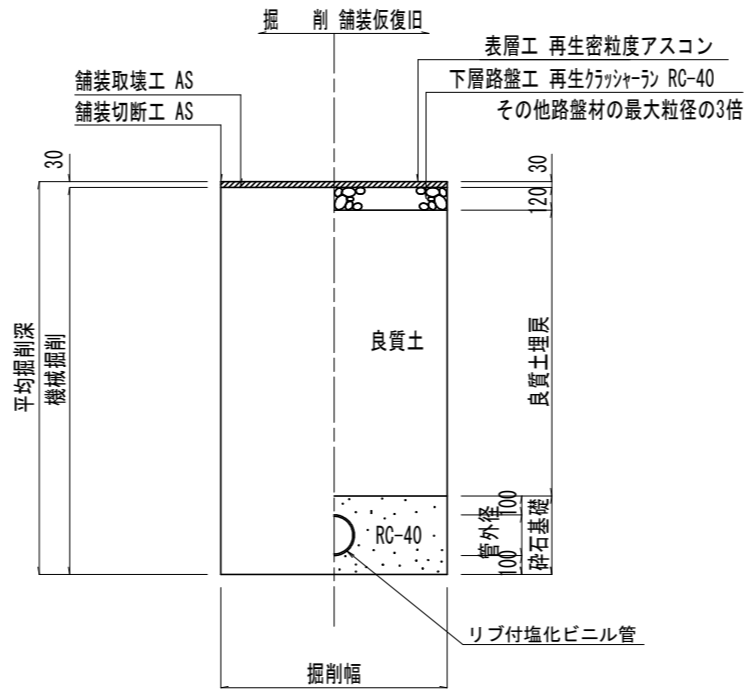 掘　削 舗装仮復旧
表層工 再生密粒度アスコン
舗装取壊工 AS
下層路盤工 再生クラッシャーラン RC-40
舗装切断工 AS
その他路盤材の最大粒径の3倍
30
30
120
平均掘削深
機械掘削
良質土
良質土埋戻
100
管外径
100
砕石基礎
RC-40
リブ付塩化ビニル管
掘削幅